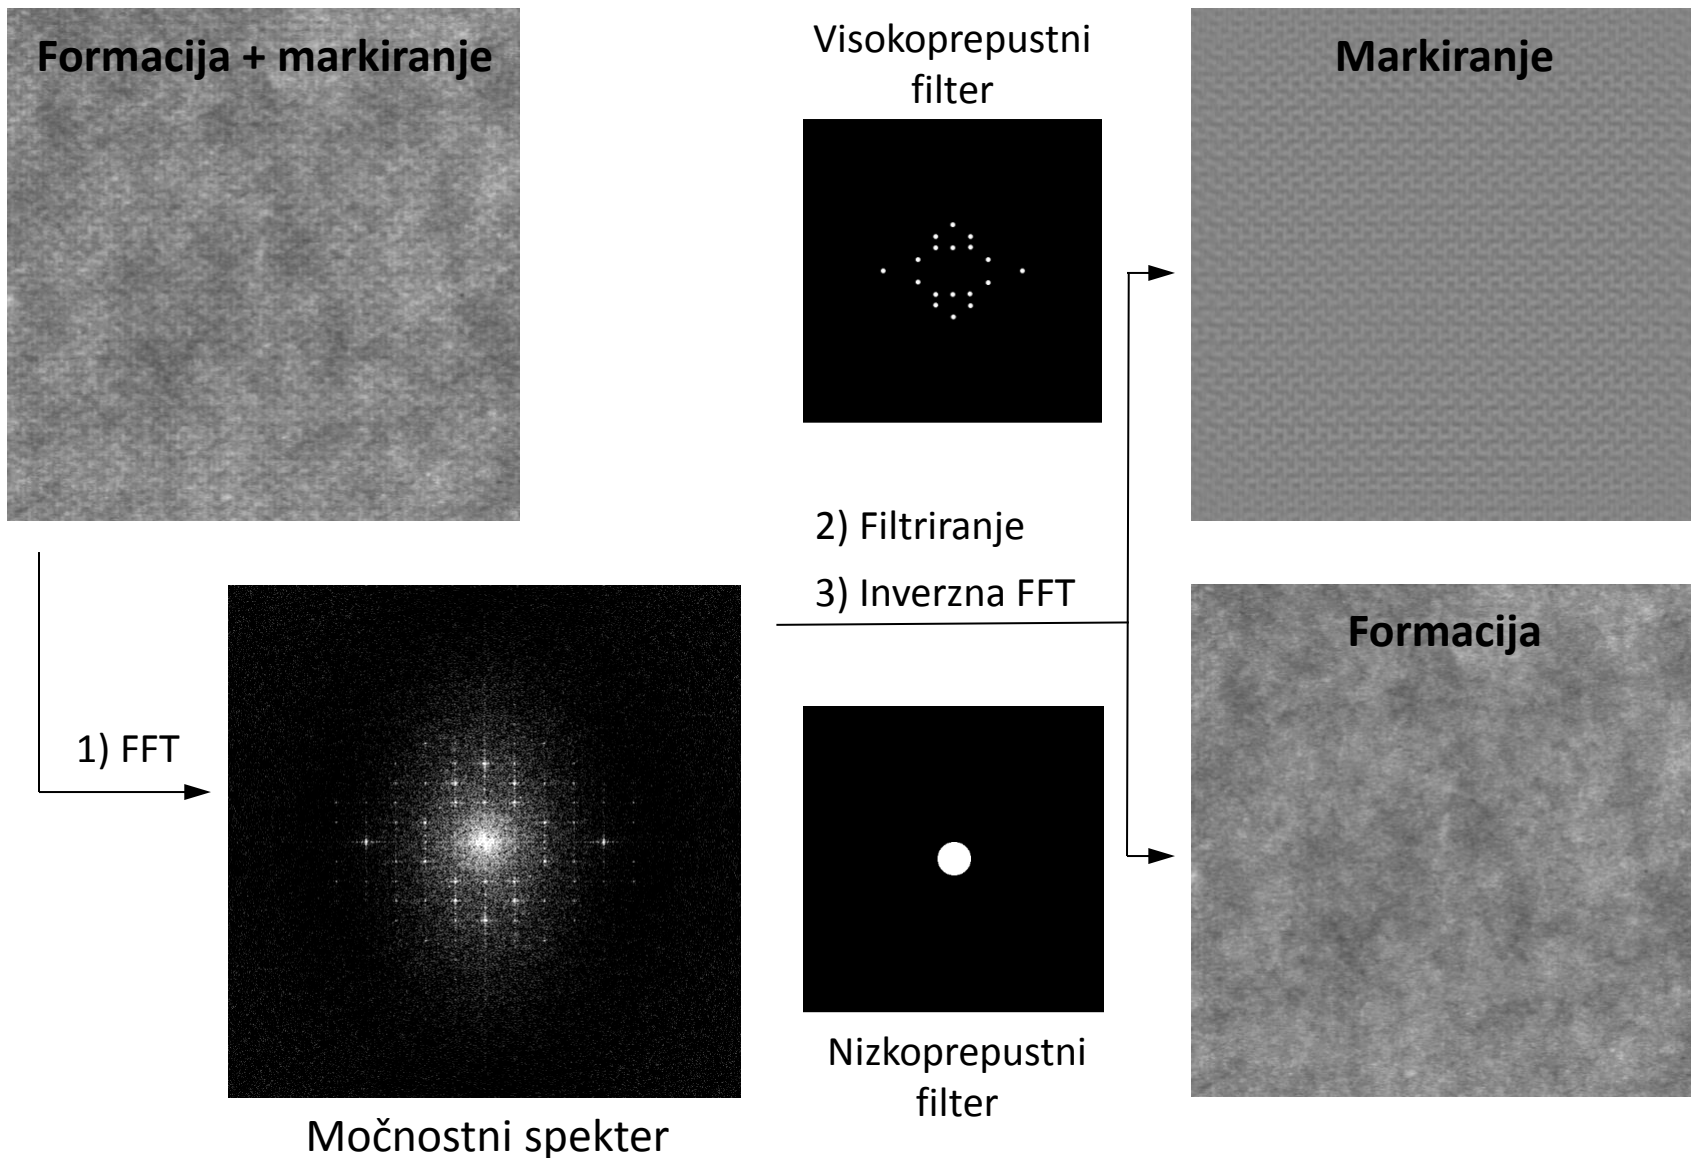 Formacija + markiranje
1) FFT
Močnostni spekter
Visokoprepustni
filter
2) Filtriranje
3) Inverzna FFT
Nizkoprepustni
filter
Markiranje
Formacija